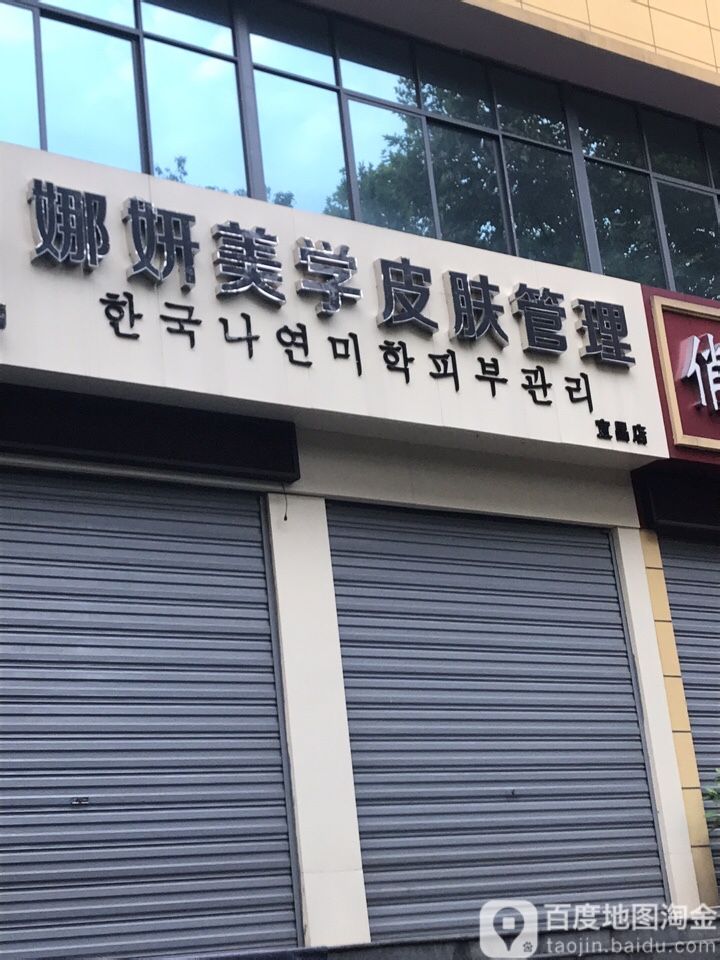 娜妍美学皮肤管理
한국나연미학피부관리
宜昌店
俏
百度地图淘金
taojin.baidu.com